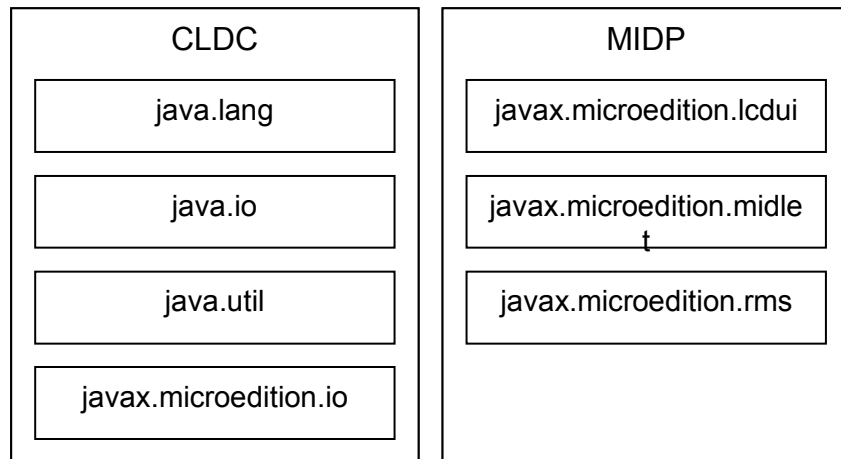 CLDC
java.lang
java.io
java.util
javax.microedition.io
MIDP
javax.microedition.lcdui
javax.microedition.midle
t
javax.microedition.rms